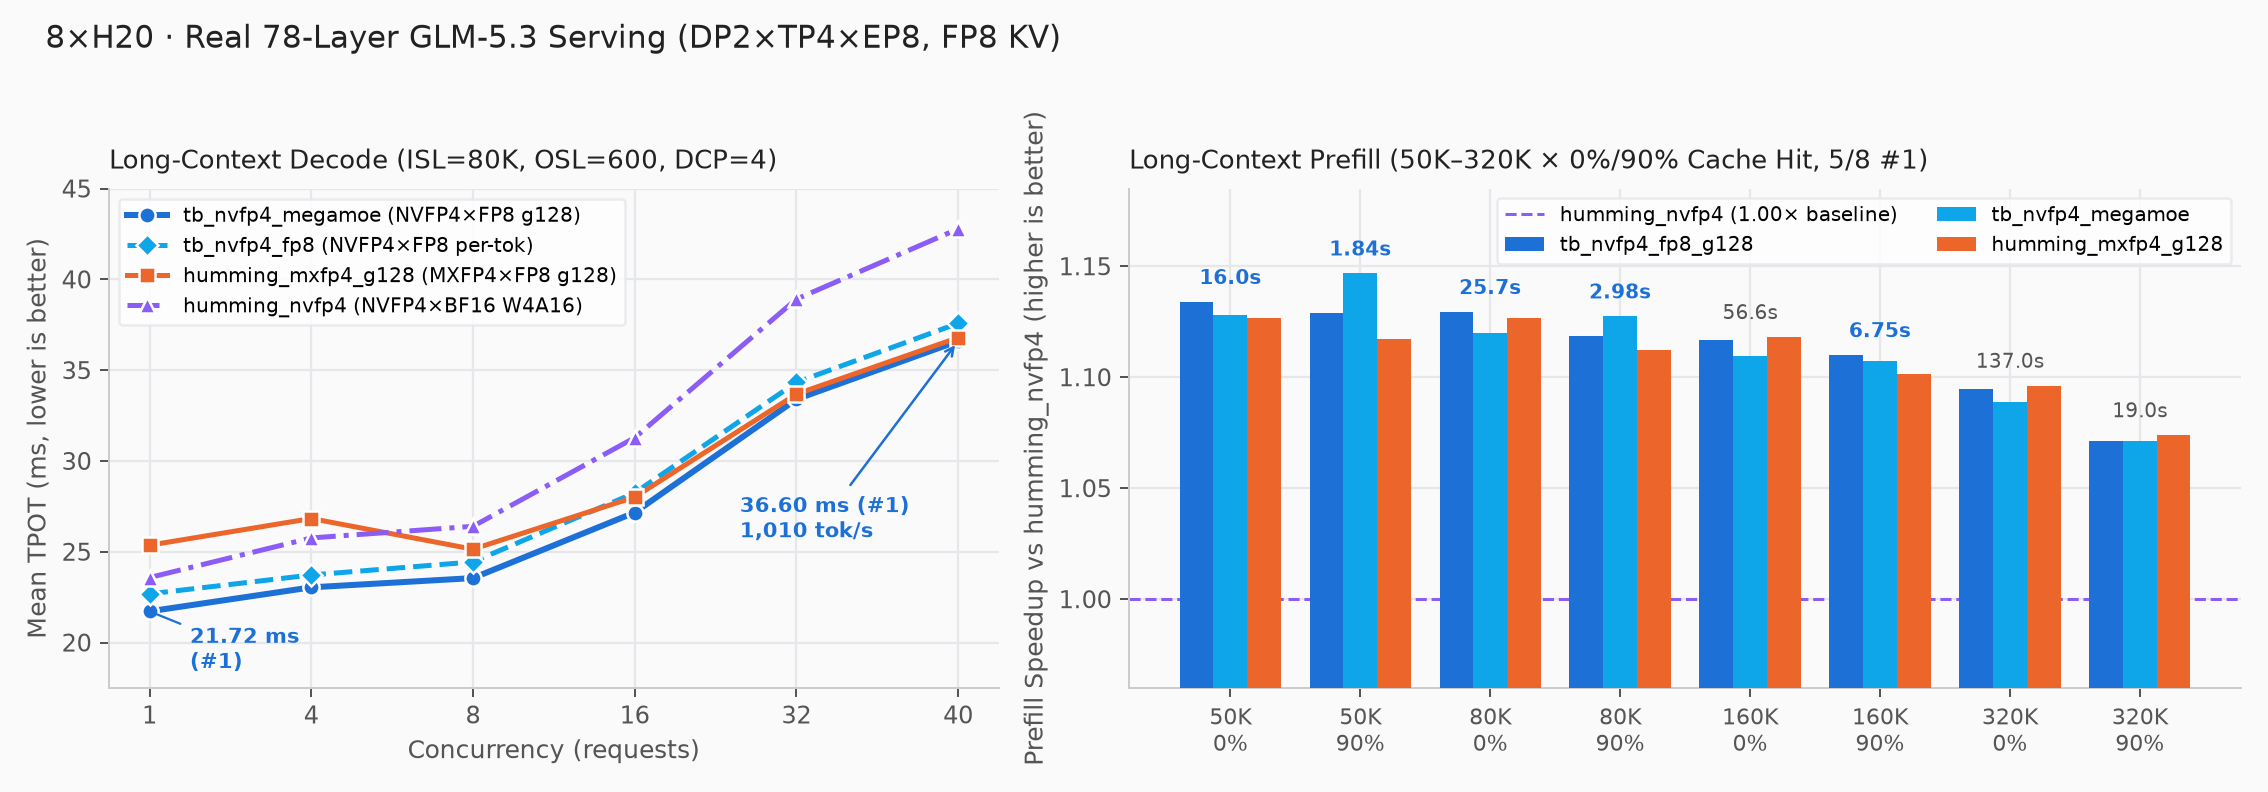 8×H20 · Real 78-Layer GLM-5.3 Serving (DP2×TP4×EP8, FP8 KV)
Long-Context Decode (ISL=80K, OSL=600, DCP=4)
Mean TPOT (ms, lower is better)
45
40
35
30
25
20
tb_nvfp4_megamoe (NVFP4×FP8 g128)
tb_nvfp4_fp8 (NVFP4×FP8 per-tok)
humming_mxfp4_g128 (MXFP4×FP8 g128)
humming_nvfp4 (NVFP4×BF16 W4A16)
36.60 ms (#1)
1,010 tok/s
21.72 ms
(#1)
1
4
8
16
32
40
Concurrency (requests)
Long-Context Prefill (50K–320K × 0%/90% Cache Hit, 5/8 #1)
Prefill Speedup vs humming_nvfp4 (higher is better)
1.15
1.10
1.05
1.00
humming_nvfp4 (1.00× baseline)
tb_nvfp4_fp8_g128
tb_nvfp4_megamoe
humming_mxfp4_g128
16.0s
1.84s
25.7s
2.98s
56.6s
6.75s
137.0s
19.0s
50K
0%
50K
90%
80K
0%
80K
90%
160K
0%
160K
90%
320K
0%
320K
90%